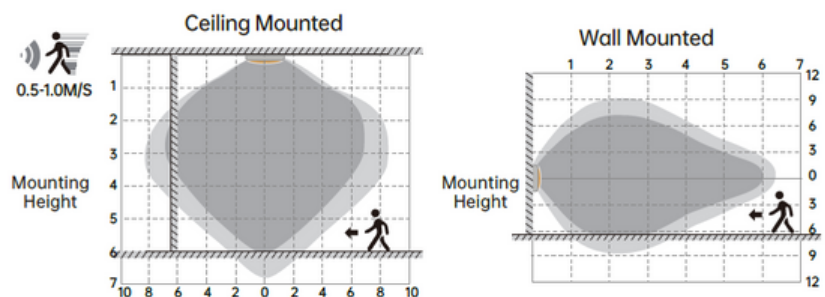 Ceiling Mounted
0.5-1.0M/S
Mounting
Height
1
2
3
4
5
6
7
10 8 6 4 2 0 2 4 6 8 10
Wall Mounted
1 2 3 4 5 6 7
Mounting
Height
12
9
6
3
0
3
6
9
12